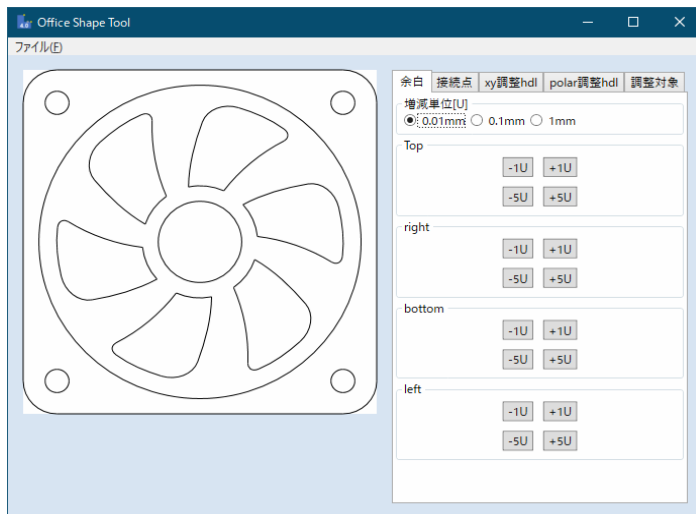 Office Shape Tool
ファイル(F)
余白 接続点 xy調整hdl polar調整hdl 調整対象
増減単位[U]
0.01mm 0.1mm 1mm
Top
-1U +1U
-5U +5U
right
-1U +1U
-5U +5U
bottom
-1U +1U
-5U +5U
left
-1U +1U
-5U +5U